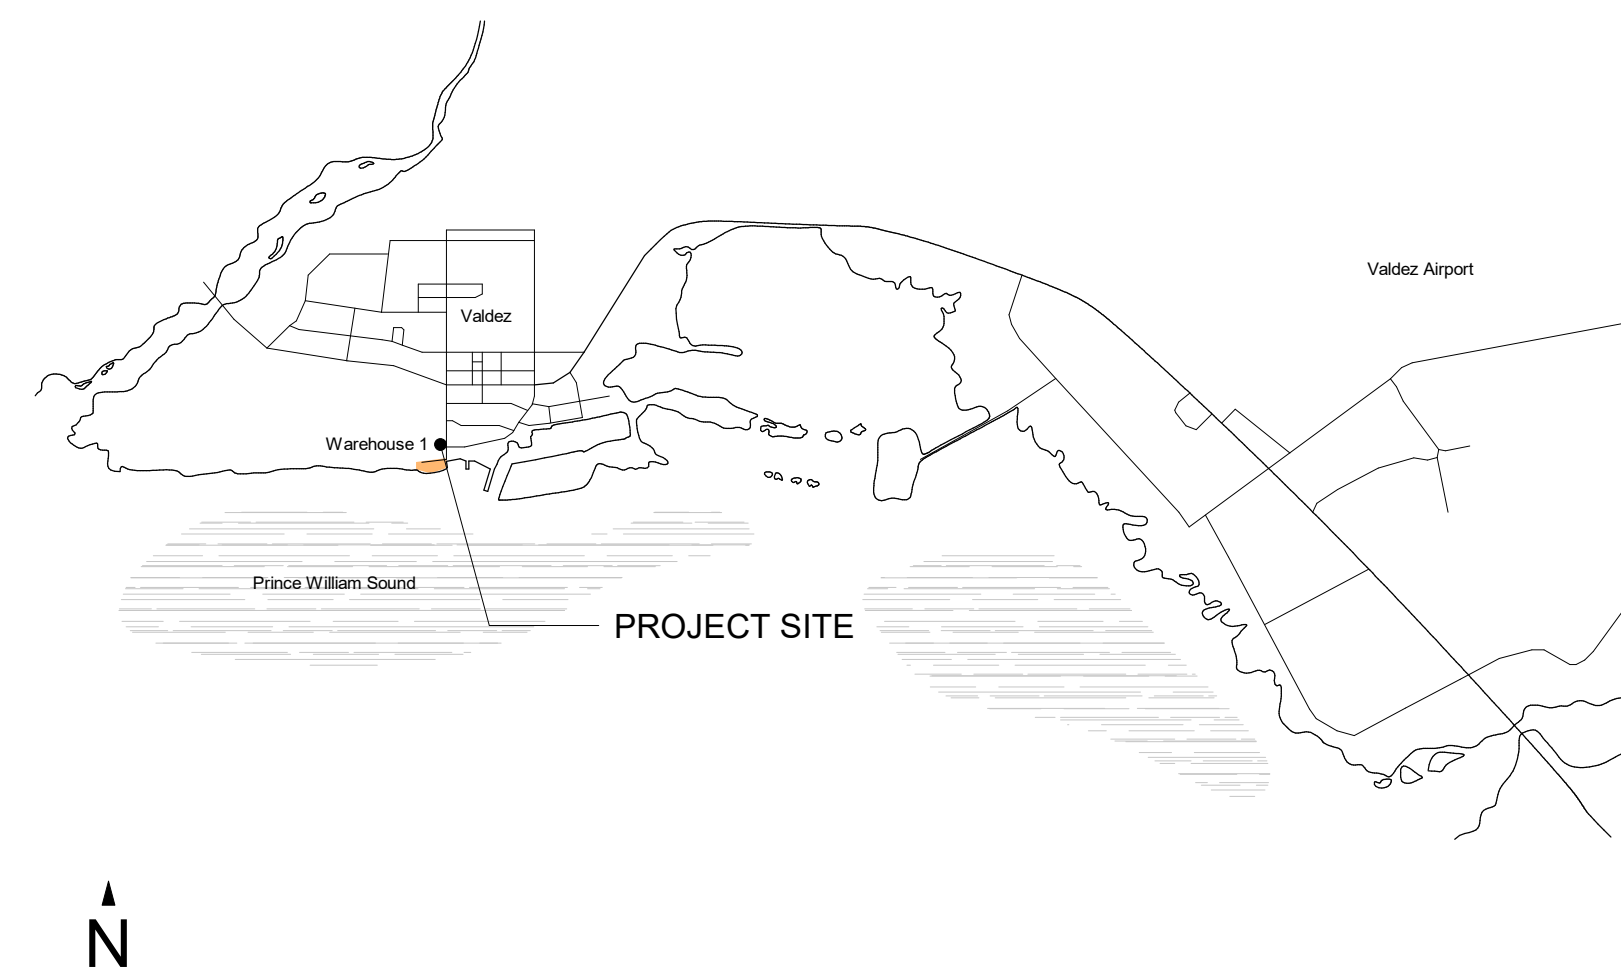 Valdez Airport
Valdez
Warehouse 1
Prince William Sound
PROJECT SITE
N